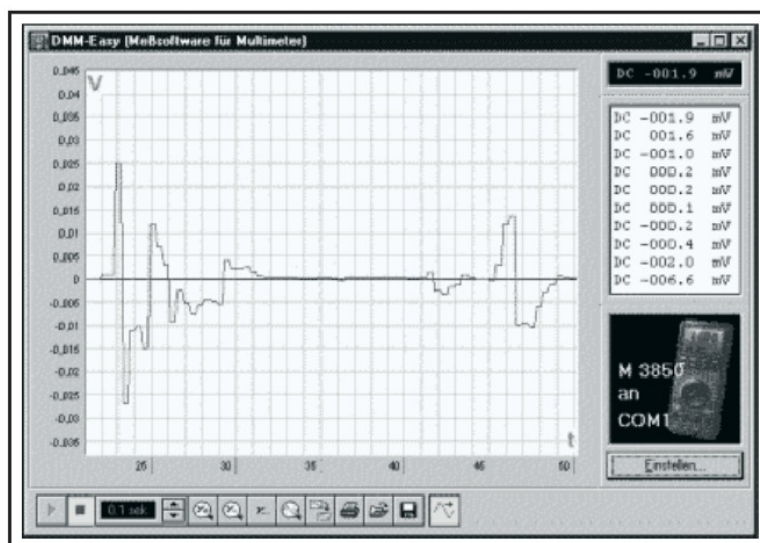 DMM-Easy (Meßsoftware für Multimeter)
V
0,045
0,04
0,035
0,03
0,025
0,02
0,015
0,01
0,005
0
-0,005
-0,01
-0,015
-0,02
-0,025
-0,03
-0,035
t
25
30
35
40
45
50
DC -001.9 mV
DC -001.9 mV
DC 001.6 mV
DC -001.0 mV
DC 000.2 mV
DC 000.2 mV
DC 000.1 mV
DC -000.2 mV
DC -000.4 mV
DC -002.0 mV
DC -006.6 mV
M 3850
an
COM1
Einstellen...
0.1 sek